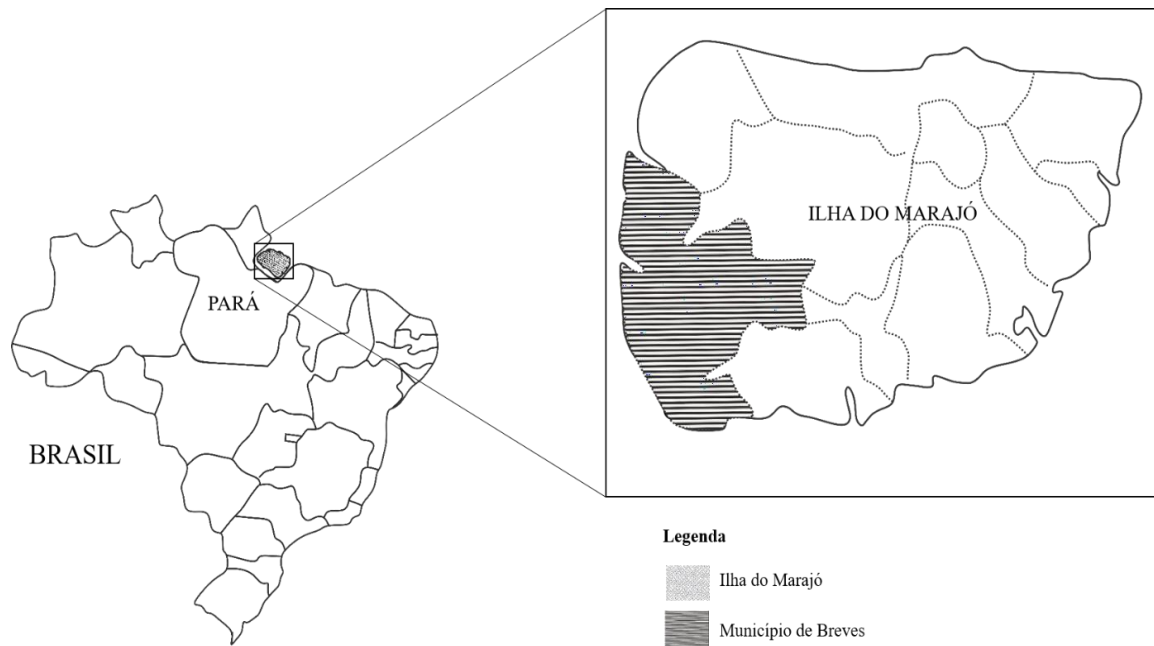 PARÁ
BRASIL
ILHA DO MARAJÓ
Legenda
Ilha do Marajó
Município de Breves